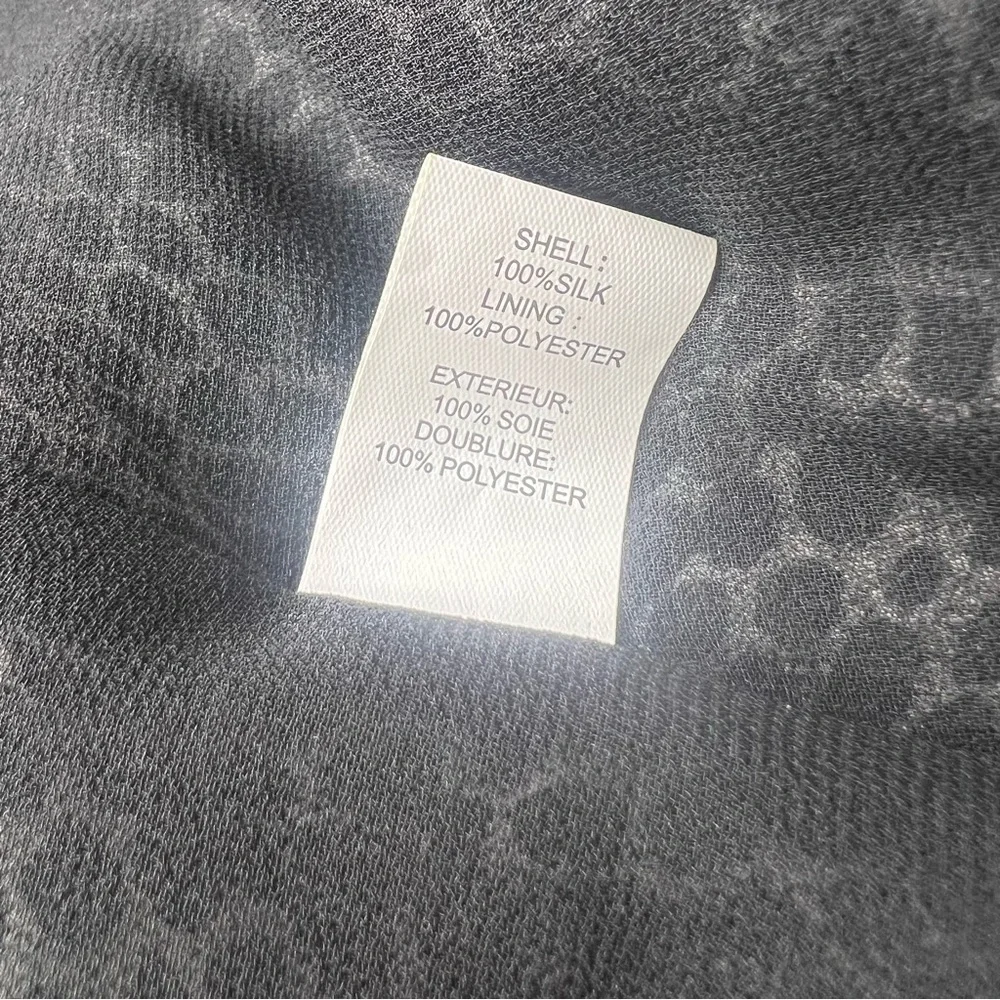 SHELL :
100%SILK
LINING :
100%POLYESTER
EXTERIEUR:
100% SOIE
DOUBLURE:
100% POLYESTER